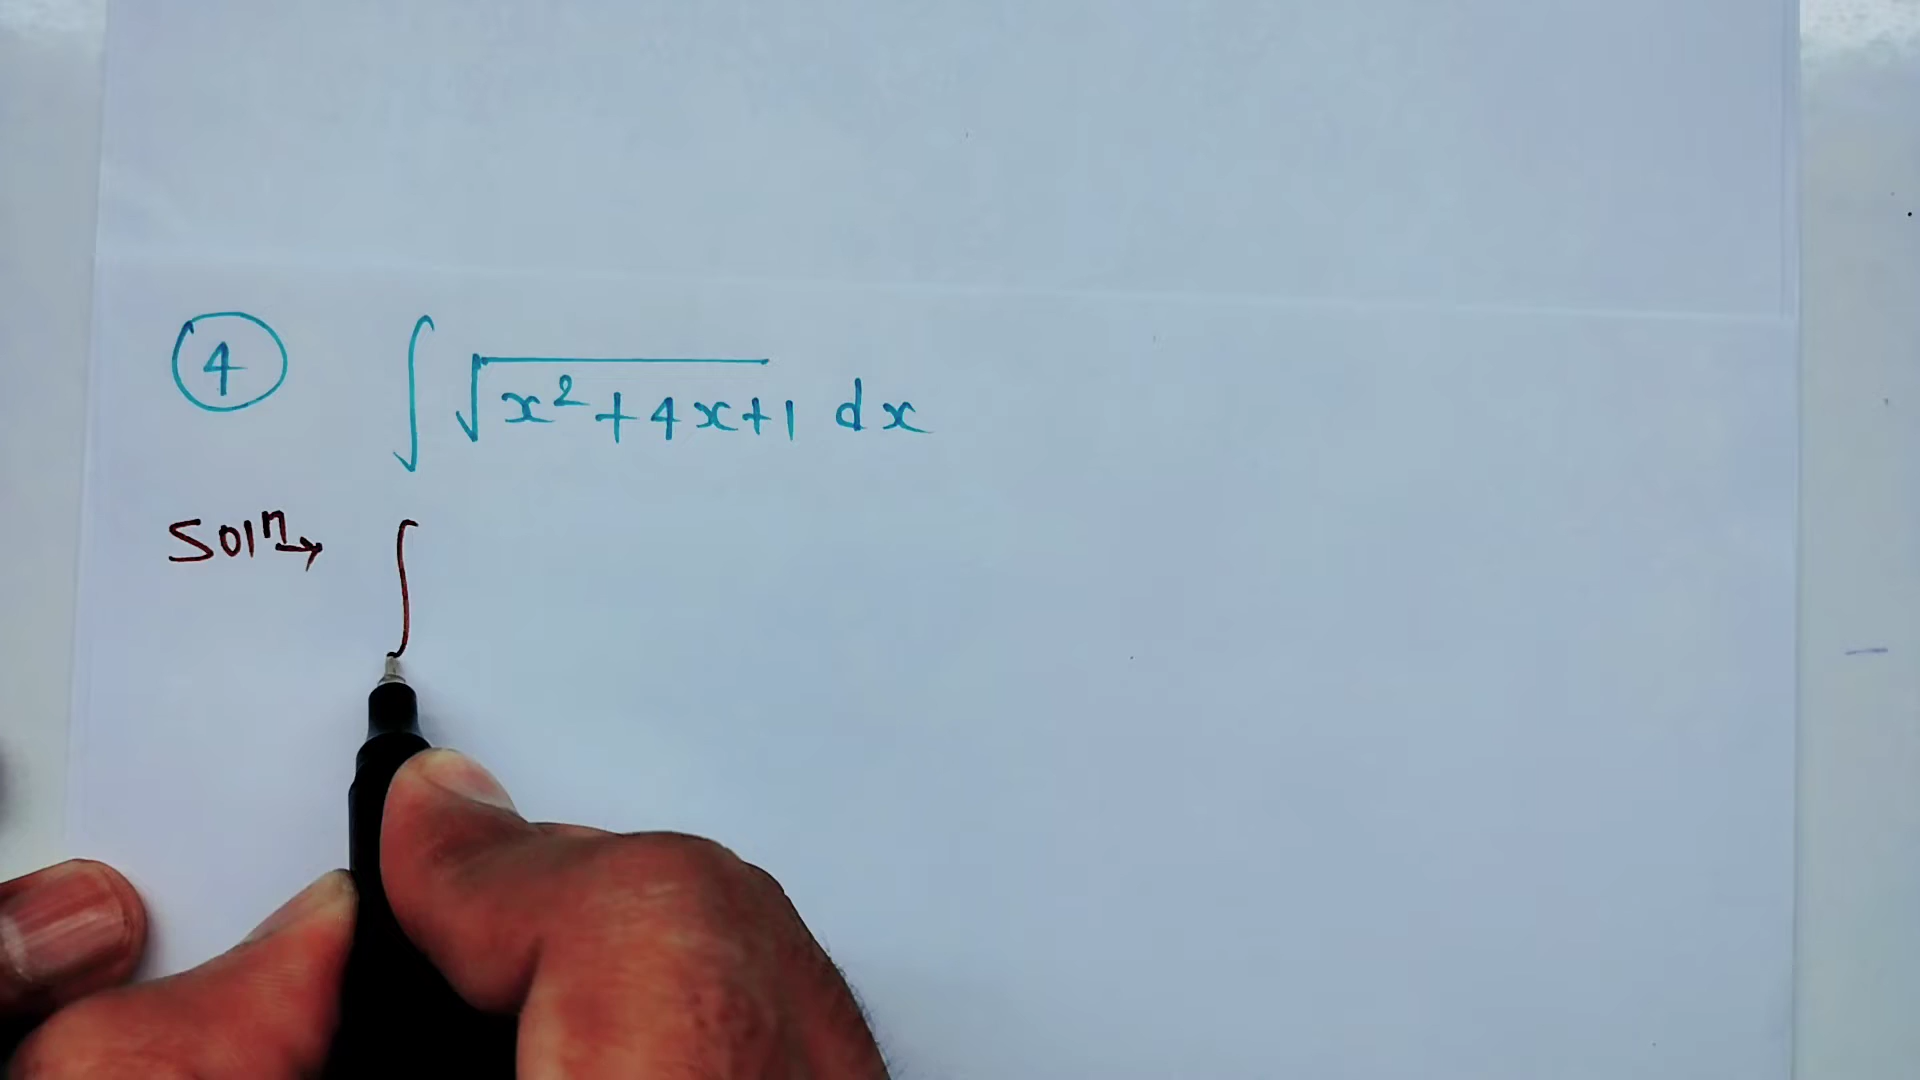 ④ ∫ √x² + 4x + 1 dx
Solⁿ→ ∫